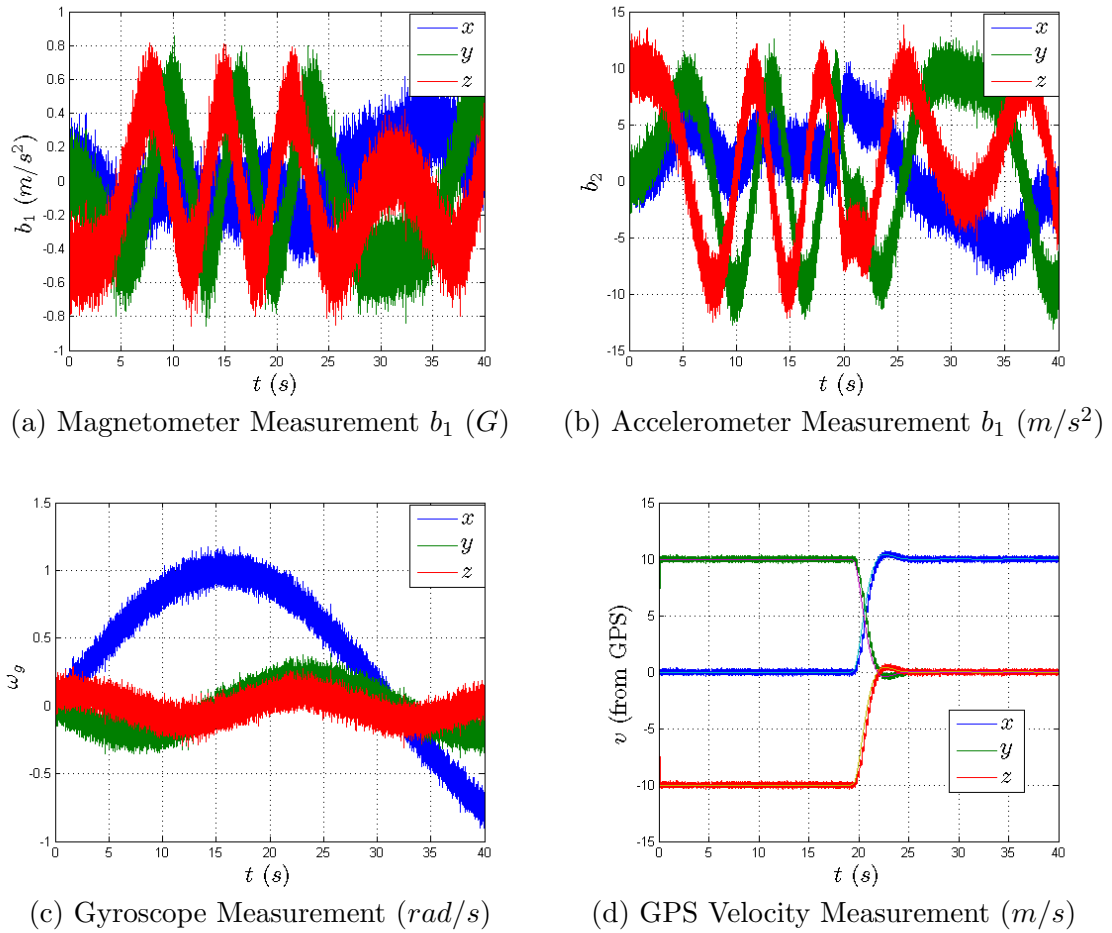 1
0.8
0.6
0.4
0.2
0
-0.2
-0.4
-0.6
-0.8
-1
b₁ (m/s²)
x
y
z
0 5 10 15 20 25 30 35 40
t (s)
(a) Magnetometer Measurement b₁ (G)
15
10
5
0
-5
-10
-15
b₂
x
y
z
0 5 10 15 20 25 30 35 40
t (s)
(b) Accelerometer Measurement b₁ (m/s²)
1.5
1
0.5
0
-0.5
-1
ω_g
x
y
z
0 5 10 15 20 25 30 35 40
t (s)
(c) Gyroscope Measurement (rad/s)
15
10
5
0
-5
-10
-15
v (from GPS)
x
y
z
0 5 10 15 20 25 30 35 40
t (s)
(d) GPS Velocity Measurement (m/s)